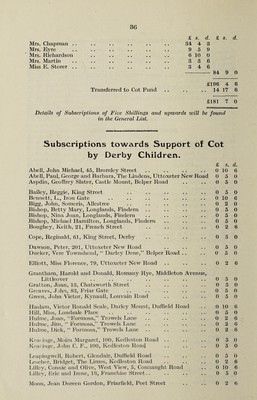 36
£ s. d. £ s. d.
Mrs. Chapman .. 34 4 3
Mrs. Eyre .. 9 5 9
Mrs. Richardson .. 6 10 0
Mrs. Sims .. 3 3 6
Miss E. Storer .. 3 4 6
84 9 0
£196 4 8
Transferred to Cot Fund .. 14 17 8
£181 7 0
Details of Subscriptions of Five Shillings and upwards will be found
in the General List.
Subscriptions towards Support of Cot
by Derby Children.
£ s. d.
Abell, John Michael, 45, Bromley Street .. 0 10 6
Abell, Paul, George and Barbara, The Lindens, Uttoxeter New Road 0 5 0
Aspdin, Geoffrey Slater, Castle Mount, Belper Road .. 0 5 0
Bailey, Reggie, King Street .. 0 5 0
Bennett, L., Iron Gate .. 0 10 0
Bigg, John, Someris, Allestree .. 0 2 0
Bishop, Betty Mary, Longlands, Findern .. 0 5 0
Bishop, Nina Joan, Longlands, Findern .. 0 5 0
Bishop, Michael Hamilton, Longlands, Findern .. 0 5 0
Boughey, Keith, 21, French Street .. 0 2 6
Cope, Reginald, 61, King Street, Derby .. 0 5 0
Dawson, Peter, 201, Uttoxeter New Road .. 0 5 0
Ducker, Vere Townshend, " Darley Dene," Belper Road .. 0 5 0
Elliott, Miss Florence, 79, Uttoxeter New Road .. 0 2 6
Grantham, Harold and Donald, Romany Rye, Middleton Avenue,
Littleover .. 0 5 0
Gratton, Joan, 13, Chatsworth Street .. 0 5 0
Greaves, J.des, 83, Friar Gate .. 0 5 0
Green, John Victor, Kynnall, Louvain Road .. 0 5 0
Haslam, Victor Ronald Seale, Darley Mount, Duffield Road .. 0 10 6
Hill, Miss, Lonsdale Place .. 0 5 0
Hulme, Joan, " Formosa," Trowels Lane .. 0 2 6
Hulme, Jim, " Formosa," Trowels Lane .. 0 2 6
Hulme, Dick, " Formosa," Trowels Lane .. 0 2 0
Keatinge, Moira Margaret, 100, Kedleston Road .. 0 5 0
Keatinge, John C. F., 100, Kedleston Road .. 0 5 0
Leapingwell, Robert, Glendair, Duffield Road .. 0 5 0
Leecher, Bridget, The Limes, Kedleston Road .. 0 2 6
Lilley, Connie and Olive, West View, 5, Connaught Road .. 0 10 6
Lilley, Eric and Irene, 15, Franchise Street .. 0 5 0
Moon, Jean Doreen Gordon, Friarfield, Peet Street .. 0 2 6